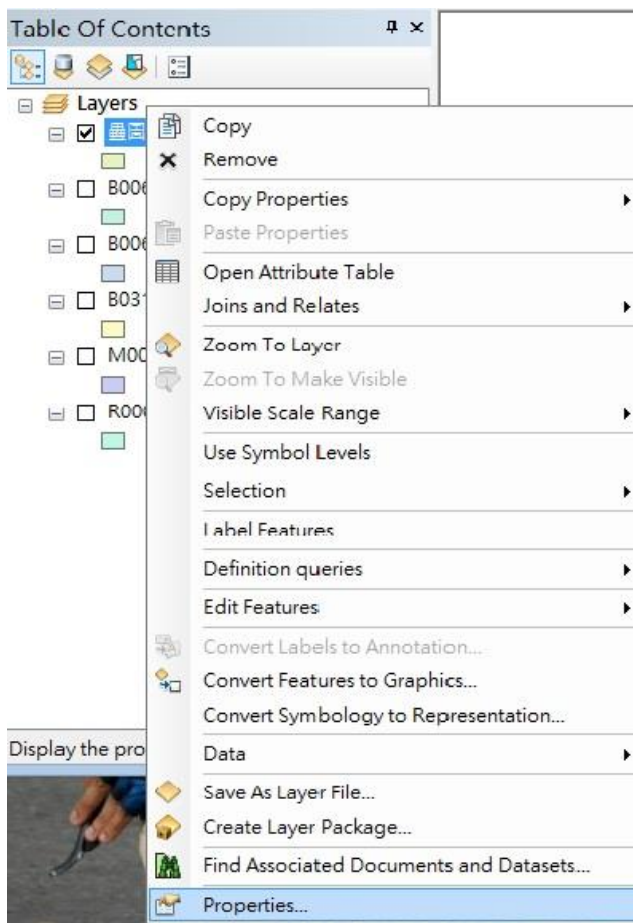 Table Of Contents
Layers
B006
B006
B031
M00
R000
Copy
Remove
Copy Properties
Paste Properties
Open Attribute Table
Joins and Relates
Zoom To Layer
Zoom To Make Visible
Visible Scale Range
Use Symbol Levels
Selection
Label Features
Definition queries
Edit Features
Convert Labels to Annotation...
Convert Features to Graphics...
Convert Symbology to Representation...
Data
Save As Layer File...
Create Layer Package...
Find Associated Documents and Datasets...
Properties...
Display the pro